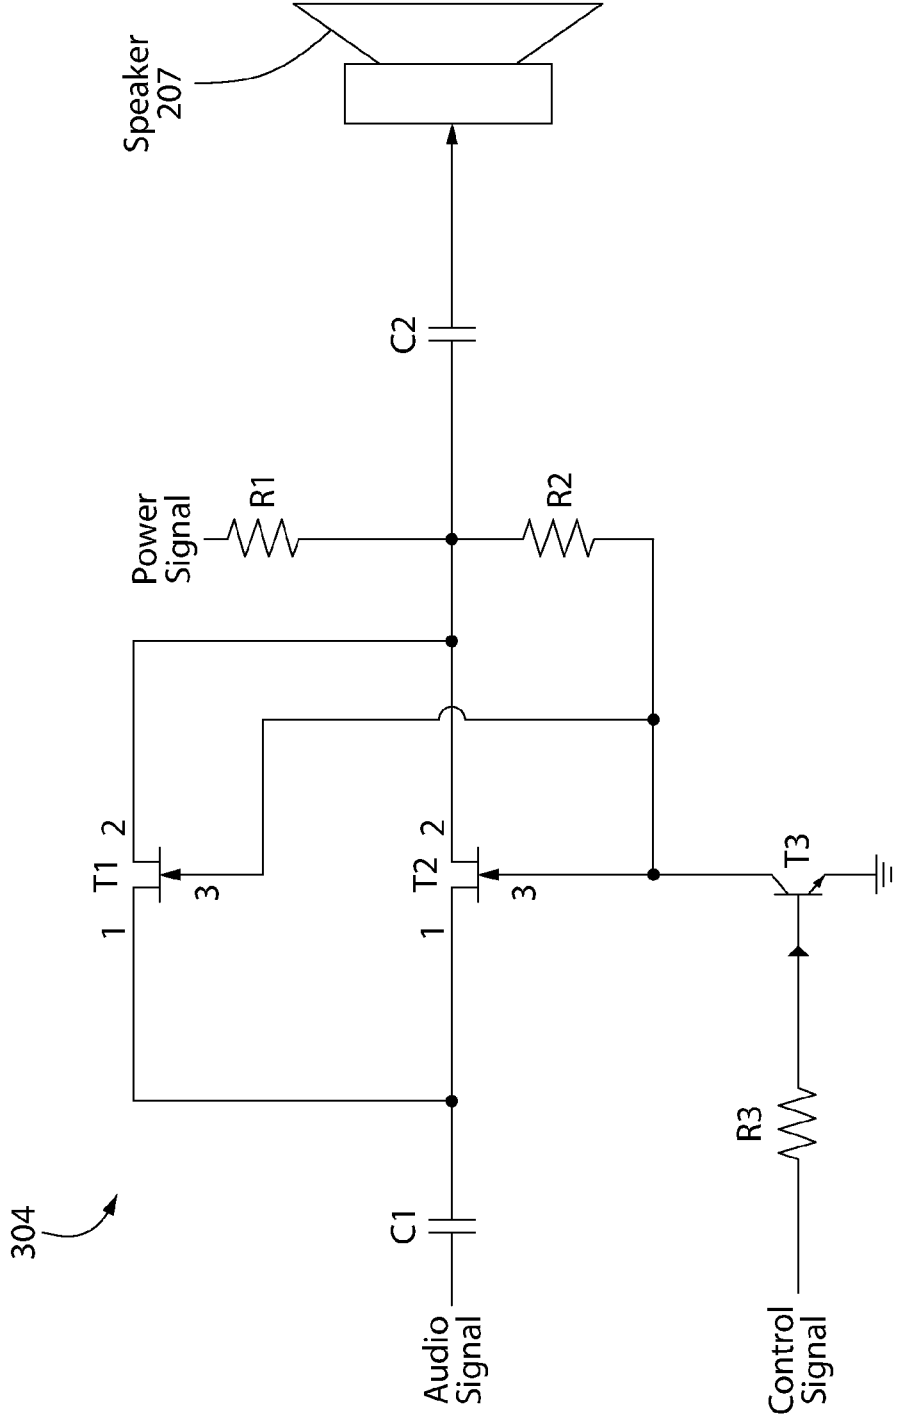 304
Audio
Signal
C1
1
T1
2
3
1
T2
2
3
Power
Signal
R1
R2
C2
Speaker
207
Control
Signal
R3
T3